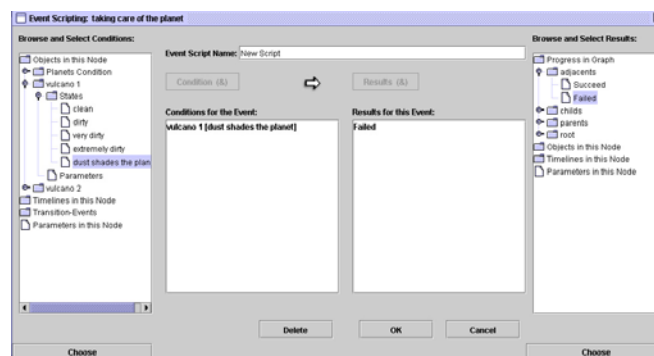 Event Scripting: taking care of the planet
Browse and Select Conditions:
Objects in this Node
Planets Condition
vulcano 1
States
clean
dirty
very dirty
extremely dirty
dust shades the plan
Parameters
vulcano 2
Timelines in this Node
Transition-Events
Parameters in this Node
Choose
Event Script Name: New Script
Condition (&)
Results (&)
Conditions for the Event:
vulcano 1 [dust shades the planet]
Results for this Event:
Failed
Delete
OK
Cancel
Browse and Select Results:
Progress in Graph
adjacents
Succeed
Failed
childs
parents
root
Objects in this Node
Timelines in this Node
Parameters in this Node
Choose